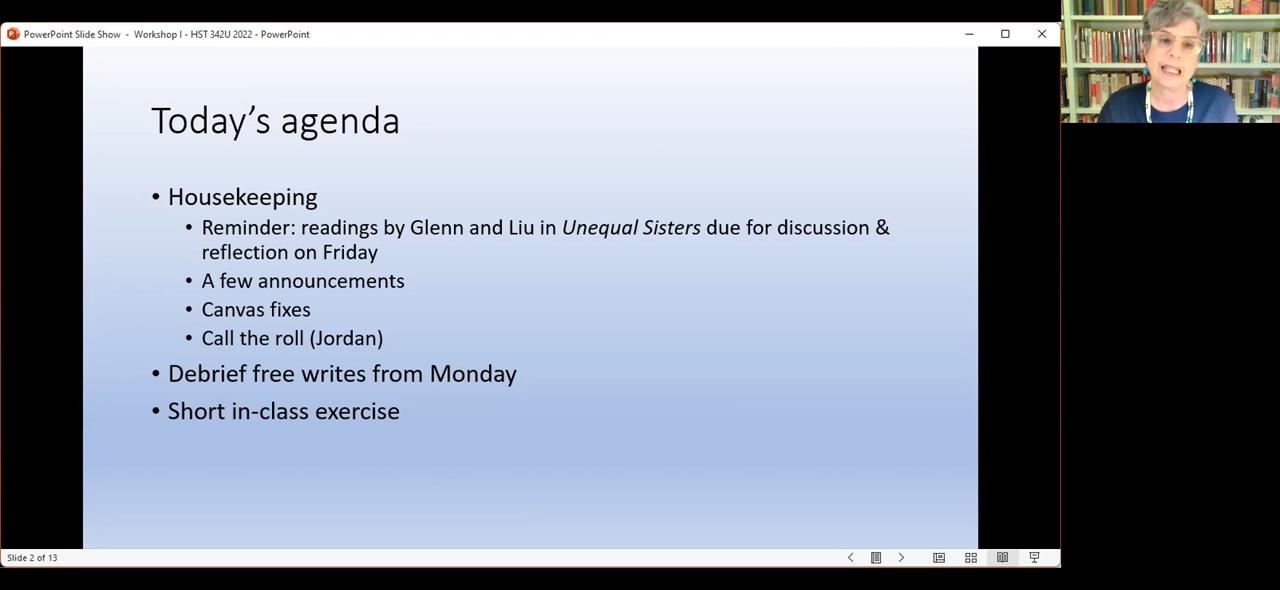 PowerPoint Slide Show - Workshop I - HST 342U 2022 - PowerPoint
Today's agenda
• Housekeeping
• Reminder: readings by Glenn and Liu in Unequal Sisters due for discussion &
reflection on Friday
• A few announcements
• Canvas fixes
• Call the roll (Jordan)
• Debrief free writes from Monday
• Short in-class exercise
Slide 2 of 13